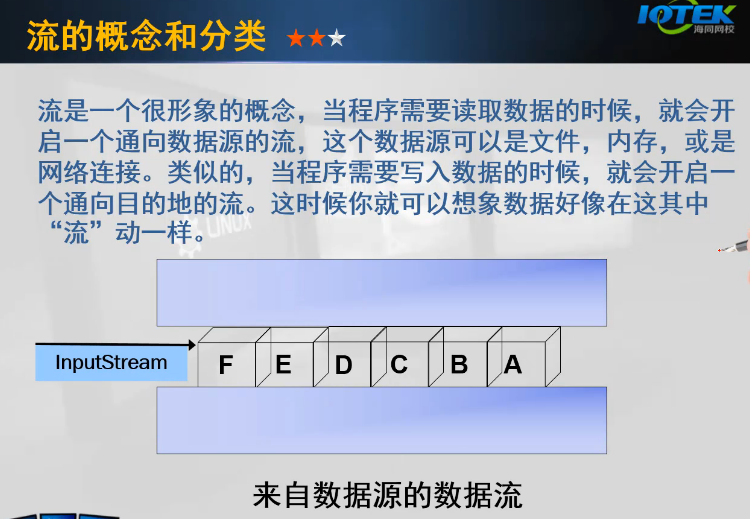 流的概念和分类
IOTEK
海同网校
流是一个很形象的概念，当程序需要读取数据的时候，就会开
启一个通向数据源的流，这个数据源可以是文件，内存，或是
网络连接。类似的，当程序需要写入数据的时候，就会开启一
个通向目的地的流。这时候你就可以想象数据好像在这其中
“流”动一样。
LINUX
InputStream
F E D C B A
来自数据源的数据流